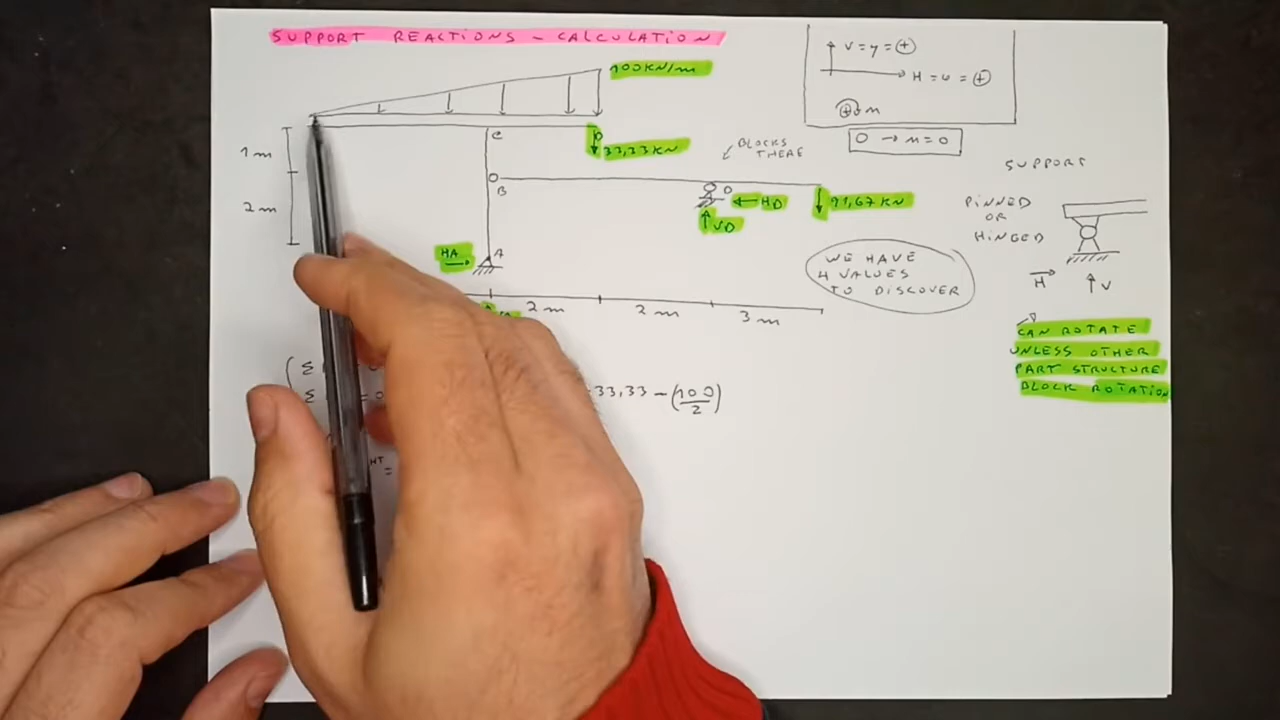 SUPPORT REACTIONS - CALCULATION
100KN/m
V = y = (+)
H = u = (+)
(+) m
O → M = 0
33,33 KN
BLOCKS
THERE
1 m
C
B
2 m
D
HD
VD
91,67 KN
HA
A
SUPPORT
PINNED
OR
HINGED
H
V
WE HAVE
4 VALUES
TO DISCOVER
2 m
2 m
3 m
CAN ROTATE
UNLESS OTHER
PART STRUCTURE
BLOCK ROTATION
Σ
Σ = 0
33,33 - (100/2)